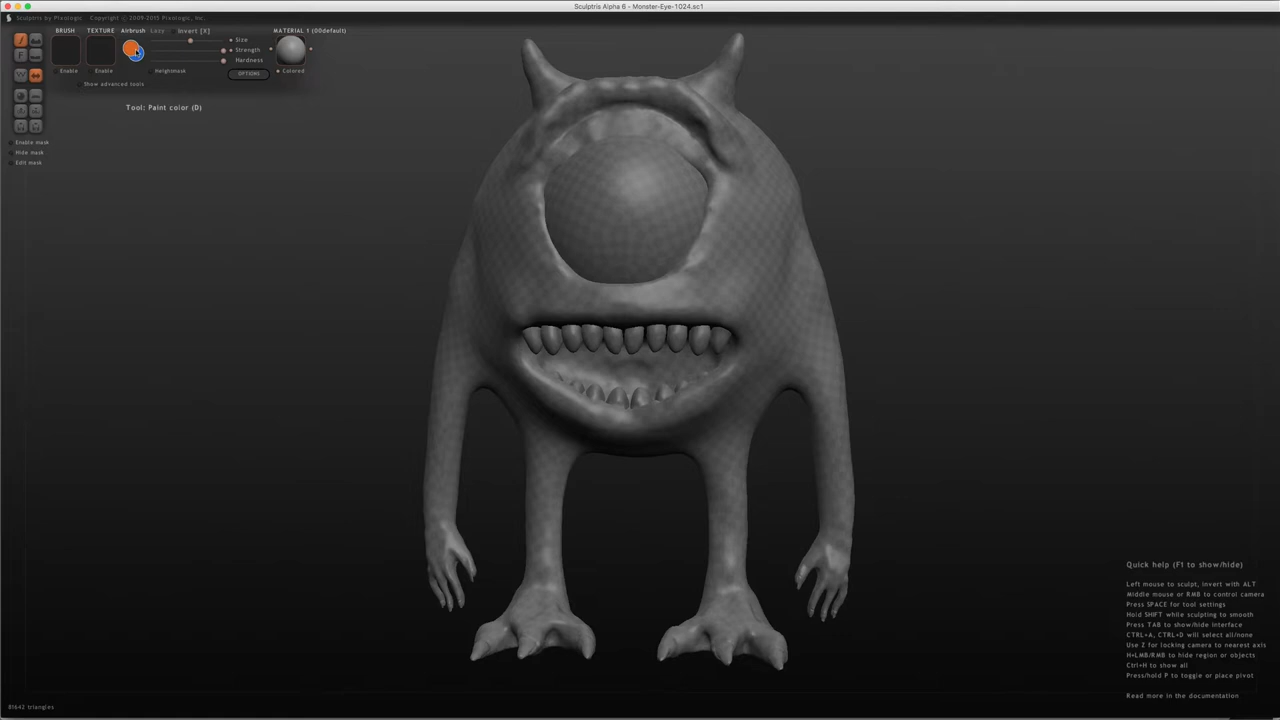 Sculptris Alpha 6 - Monster-Eye-1024.sc1
Sculptris by Pixologic Copyright © 2009-2015 Pixologic, Inc.
BRUSH TEXTURE Airbrush Lazy Invert [X] MATERIAL 1 (00default)
Size
Strength
Hardness
Enable Enable Heightmask OPTIONS Colored
Show advanced tools
Tool: Paint color (D)
Enable mask
Hide mask
Edit mask
Quick help (F1 to show/hide)
Left mouse to sculpt, invert with ALT
Middle mouse or RMB to control camera
Press SPACE for tool settings
Hold SHIFT while sculpting to smooth
Press TAB to show/hide interface
CTRL+A, CTRL+D will select all/none
Use Z for locking camera to nearest axis
H+LMB/RMB to hide region or objects
Ctrl+H to show all
Press/hold P to toggle or place pivot
Read more in the documentation
81642 triangles